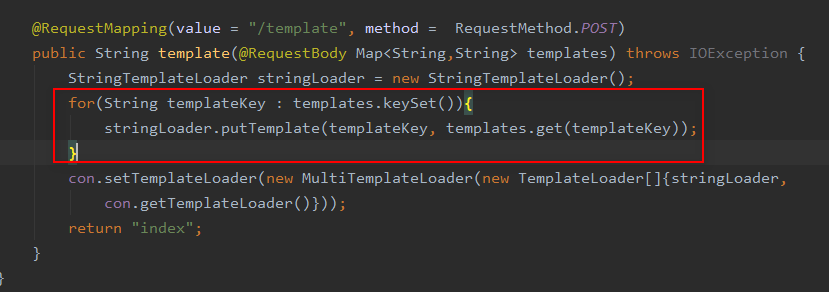 @RequestMapping(value = "/template", method =  RequestMethod.POST)
public String template(@RequestBody Map<String,String> templates) throws IOException {
StringTemplateLoader stringLoader = new StringTemplateLoader();
for(String templateKey : templates.keySet()){
stringLoader.putTemplate(templateKey, templates.get(templateKey));
}
con.setTemplateLoader(new MultiTemplateLoader(new TemplateLoader[]{stringLoader,
con.getTemplateLoader()}));
return "index";
}
}